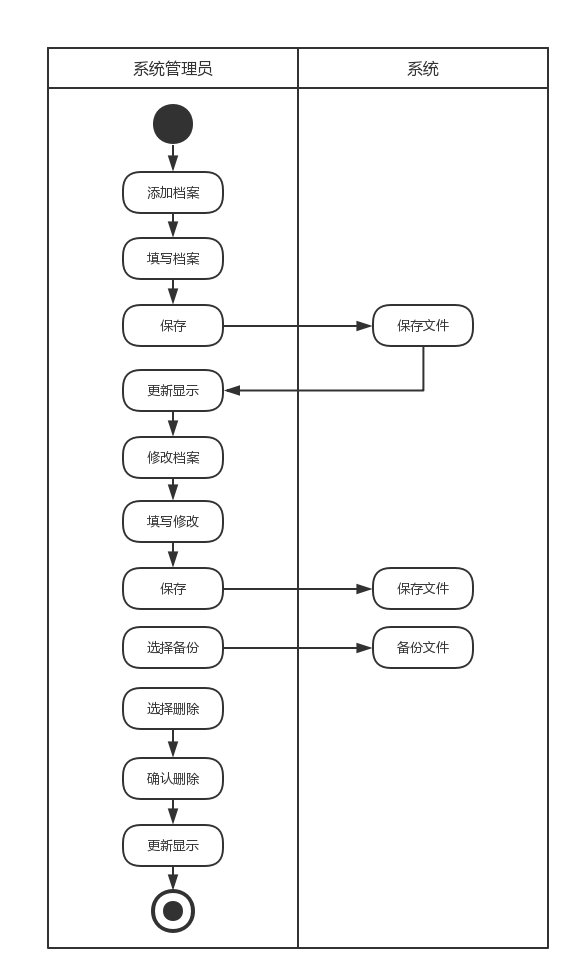 系统管理员
系统
添加档案
填写档案
保存
保存文件
更新显示
修改档案
填写修改
保存
保存文件
选择备份
备份文件
选择删除
确认删除
更新显示